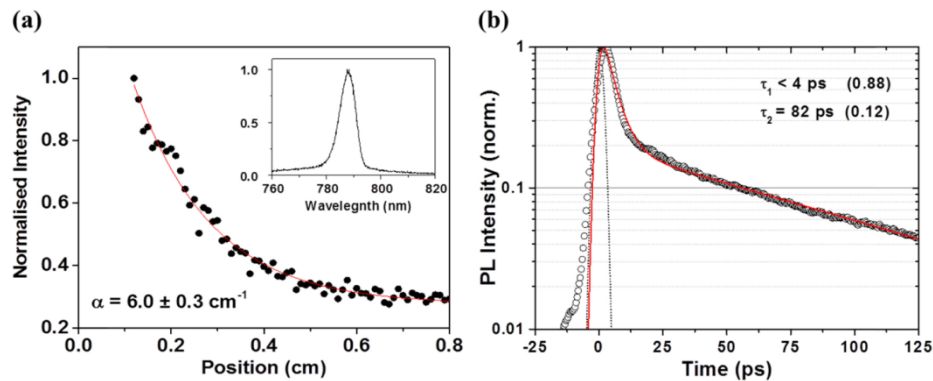 (a)
Normalised Intensity
1.0
0.8
0.6
0.4
0.2
0.0 0.2 0.4 0.6 0.8
Position (cm)
α = 6.0 ± 0.3 cm⁻¹
1.0
0.5
0.0
760 780 800 820
Wavelegnth (nm)
(b)
PL Intensity (norm.)
1
0.1
0.01
-25 0 25 50 75 100 125
Time (ps)
τ₁ < 4 ps (0.88)
τ₂ = 82 ps (0.12)